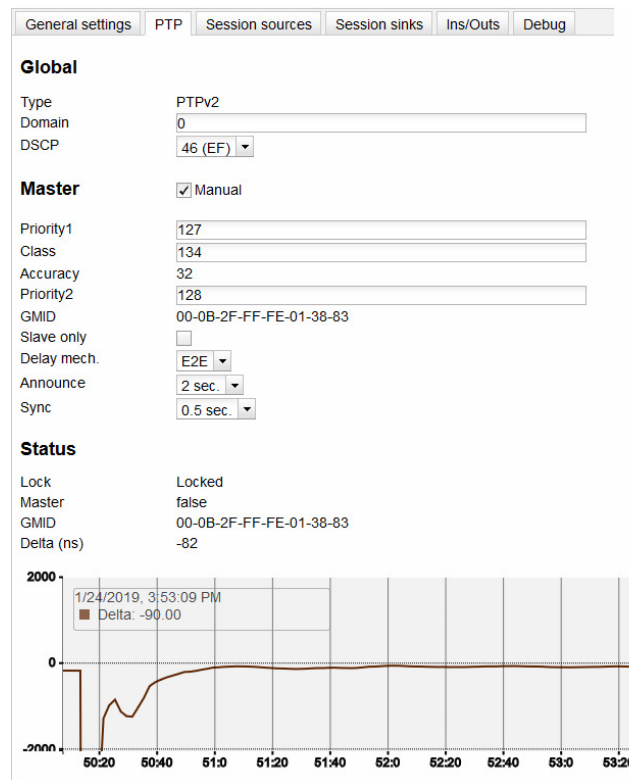 General settings PTP Session sources Session sinks Ins/Outs Debug
Global
Type PTPv2
Domain 0
DSCP 46 (EF)
Master Manual
Priority1 127
Class 134
Accuracy 32
Priority2 128
GMID 00-0B-2F-FF-FE-01-38-83
Slave only
Delay mech. E2E
Announce 2 sec.
Sync 0.5 sec.
Status
Lock Locked
Master false
GMID 00-0B-2F-FF-FE-01-38-83
Delta (ns) -82
2000
1/24/2019, 3:53:09 PM
Delta: -90.00
0
-2000
50:20 50:40 51:0 51:20 51:40 52:0 52:20 52:40 53:0 53:20